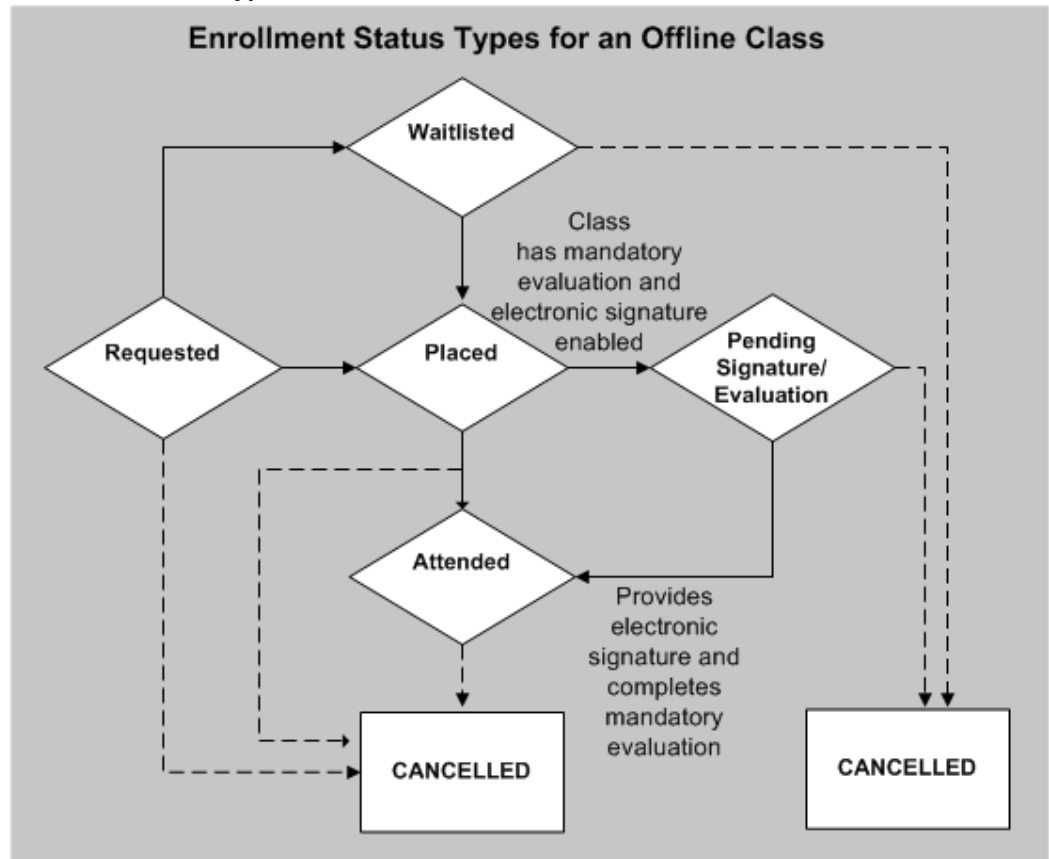 Enrollment Status Types for an Offline Class
Waitlisted
Class
has mandatory
evaluation and
electronic signature
enabled
Requested
Placed
Pending
Signature/
Evaluation
Attended
Provides
electronic
signature and
completes
mandatory
evaluation
CANCELLED
CANCELLED